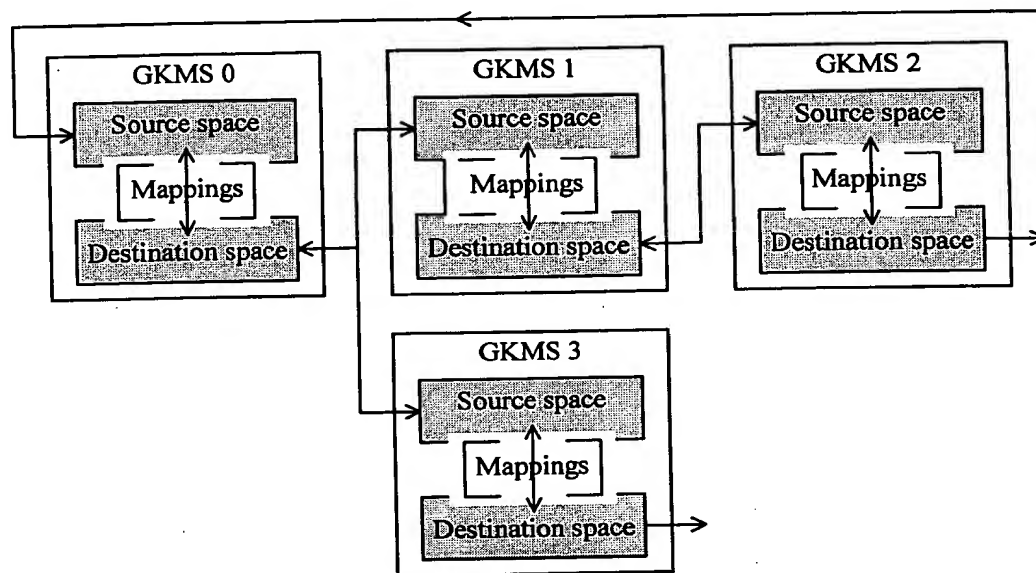 GKMS 0
Source space
Mappings
Destination space
GKMS 1
Source space
Mappings
Destination space
GKMS 2
Source space
Mappings
Destination space
GKMS 3
Source space
Mappings
Destination space